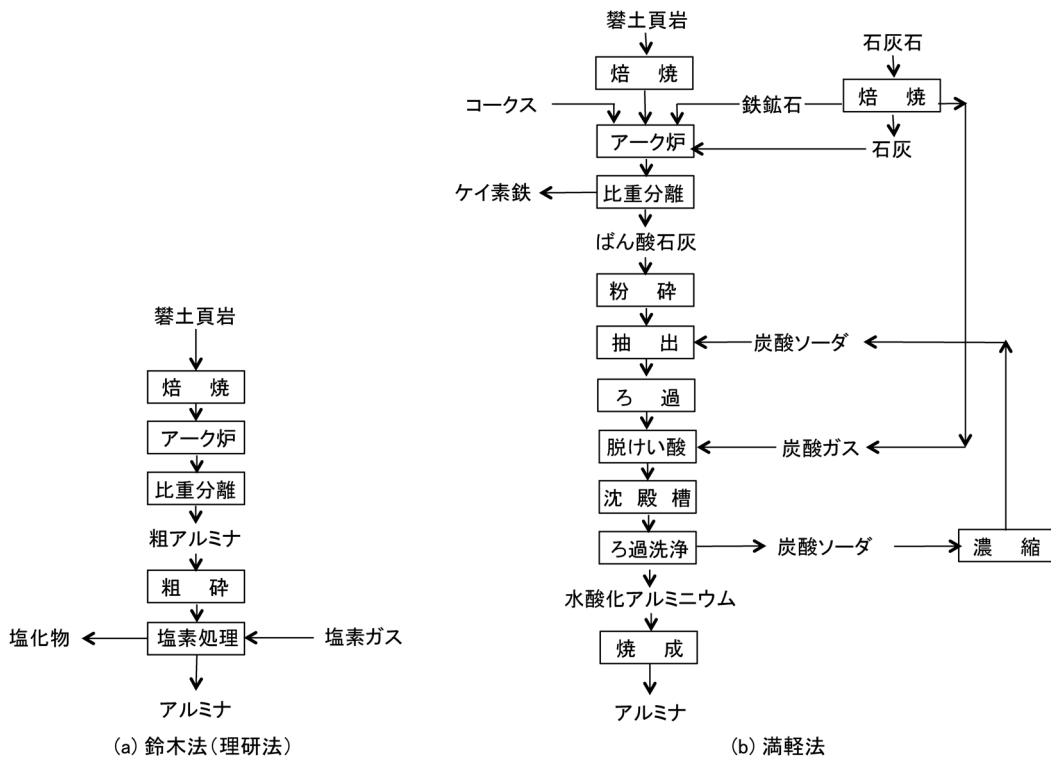 礬土頁岩
焙　焼
アーク炉
比重分離
粗アルミナ
粗　砕
塩化物
塩素処理
塩素ガス
アルミナ
(a) 鈴木法（理研法）
礬土頁岩
石灰石
焙　焼
焙　焼
コークス
鉄鉱石
アーク炉
石灰
ケイ素鉄
比重分離
ばん酸石灰
粉　砕
抽　出
炭酸ソーダ
ろ　過
脱けい酸
炭酸ガス
沈 殿 槽
ろ過洗浄
炭酸ソーダ
濃　縮
水酸化アルミニウム
焼　成
アルミナ
(b) 満軽法